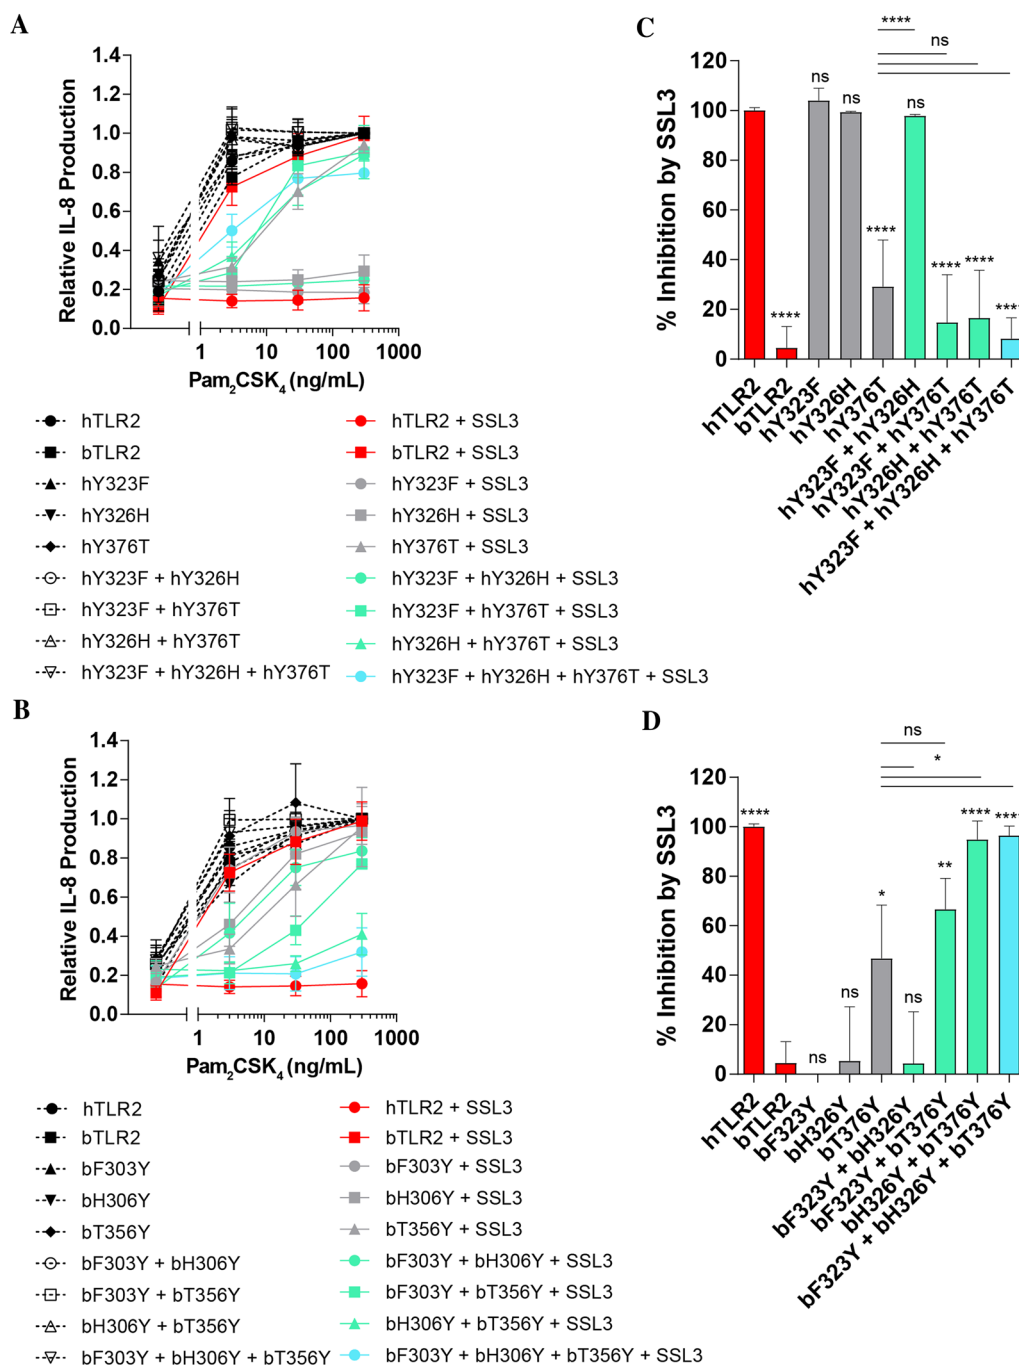 A
1.4
1.2
1.0
0.8
0.6
0.4
0.2
0.0
Relative IL-8 Production
1 10 100 1000
Pam2CSK4 (ng/mL)
hTLR2
bTLR2
hY323F
hY326H
hY376T
hY323F + hY326H
hY323F + hY376T
hY326H + hY376T
hY323F + hY326H + hY376T
hTLR2 + SSL3
bTLR2 + SSL3
hY323F + SSL3
hY326H + SSL3
hY376T + SSL3
hY323F + hY326H + SSL3
hY323F + hY376T + SSL3
hY326H + hY376T + SSL3
hY323F + hY326H + hY376T + SSL3
B
1.4
1.2
1.0
0.8
0.6
0.4
0.2
0.0
Relative IL-8 Production
1 10 100 1000
Pam2CSK4 (ng/mL)
hTLR2
bTLR2
bF303Y
bH306Y
bT356Y
bF303Y + bH306Y
bF303Y + bT356Y
bH306Y + bT356Y
bF303Y + bH306Y + bT356Y
hTLR2 + SSL3
bTLR2 + SSL3
bF303Y + SSL3
bH306Y + SSL3
bT356Y + SSL3
bF303Y + bH306Y + SSL3
bF303Y + bT356Y + SSL3
bH306Y + bT356Y + SSL3
bF303Y + bH306Y + bT356Y + SSL3
C
****
ns
120
100
80
60
40
20
0
% Inhibition by SSL3
**** ns ns **** ns **** **** ****
hTLR2
bTLR2
hY323F
hY326H
hY376T
hY323F + hY326H
hY323F + hY376T
hY326H + hY376T
hY323F + hY326H + hY376T
D
ns
*
120
100
80
60
40
20
0
% Inhibition by SSL3
**** ns ns * ns ** **** ****
hTLR2
bTLR2
bF323Y
bH326Y
bT376Y
bF323Y + bH326Y
bF323Y + bT376Y
bH326Y + bT376Y
bF323Y + bH326Y + bT376Y